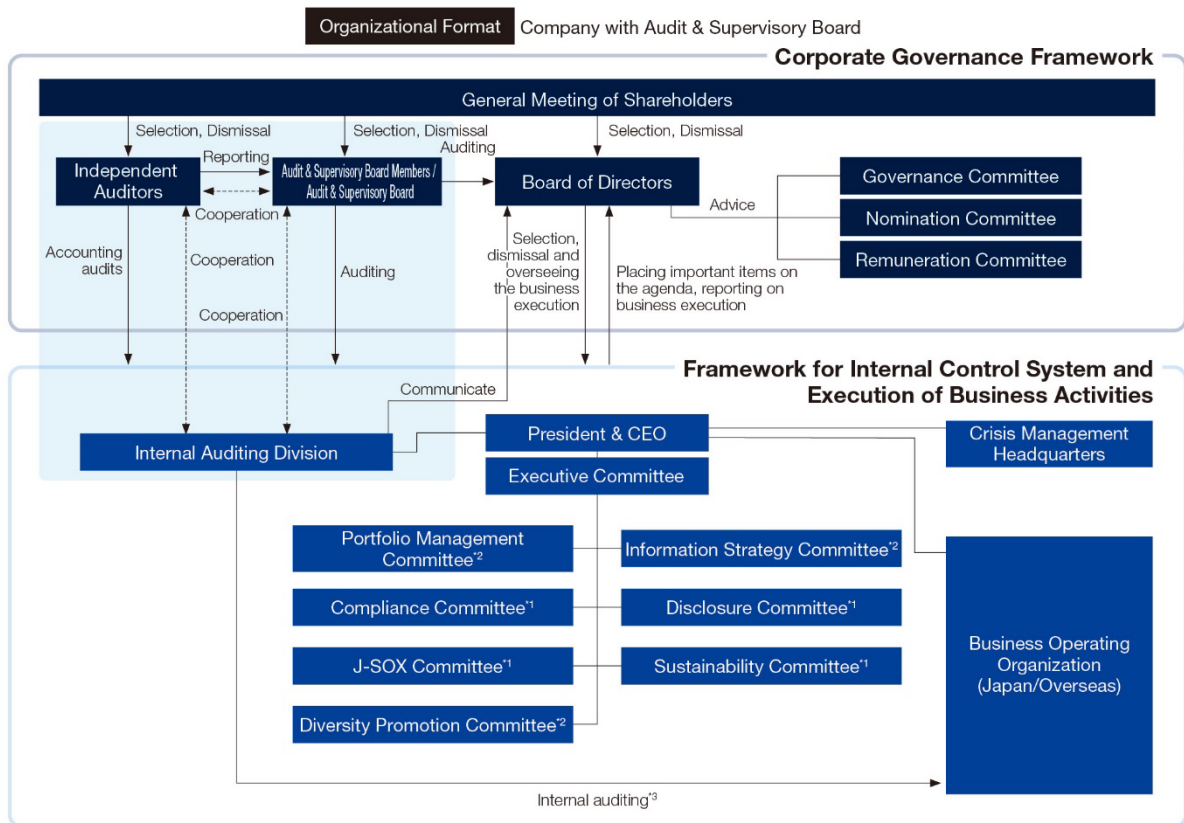 Organizational Format
Company with Audit & Supervisory Board
Corporate Governance Framework
General Meeting of Shareholders
Selection, Dismissal
Selection, Dismissal
Selection, Dismissal
Independent
Auditors
Reporting
Audit & Supervisory Board Members /
Audit & Supervisory Board
Auditing
Board of Directors
Advice
Governance Committee
Nomination Committee
Remuneration Committee
Cooperation
Accounting
audits
Cooperation
Auditing
Cooperation
Selection,
dismissal and
overseeing
the business
execution
Placing important items on
the agenda, reporting on
business execution
Framework for Internal Control System and
Execution of Business Activities
Communicate
Internal Auditing Division
President & CEO
Executive Committee
Crisis Management
Headquarters
Portfolio Management
Committee*2
Information Strategy Committee*2
Compliance Committee*1
Disclosure Committee*1
J-SOX Committee*1
Sustainability Committee*1
Diversity Promotion Committee*2
Business Operating
Organization
(Japan/Overseas)
Internal auditing*3